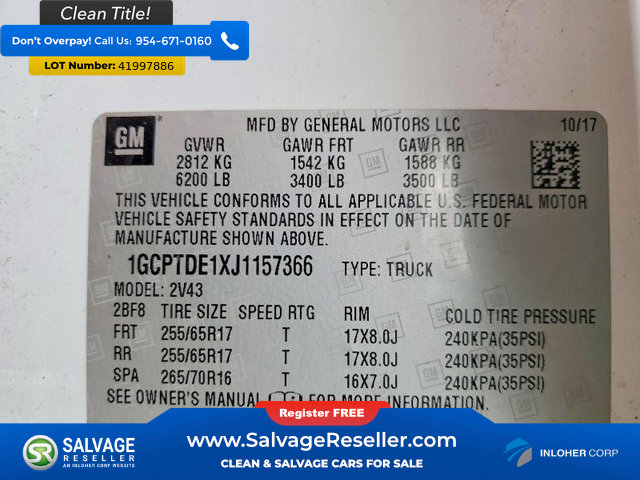 Clean Title!
Don't Overpay! Call Us: 954-671-0160
LOT Number: 41997886
GM
MFD BY GENERAL MOTORS LLC 10/17
GVWR GAWR FRT GAWR RR
2812 KG 1542 KG 1588 KG
6200 LB 3400 LB 3500 LB
THIS VEHICLE CONFORMS TO ALL APPLICABLE U.S. FEDERAL MOTOR
VEHICLE SAFETY STANDARDS IN EFFECT ON THE DATE OF
MANUFACTURE SHOWN ABOVE.
1GCPTDE1XJ1157366 TYPE: TRUCK
MODEL: 2V43
2BF8 TIRE SIZE SPEED RTG RIM COLD TIRE PRESSURE
FRT 255/65R17 T 17X8.0J 240KPA(35PSI)
RR 255/65R17 T 17X8.0J 240KPA(35PSI)
SPA 265/70R16 T 16X7.0J 240KPA(35PSI)
SEE OWNER'S MANUAL FOR MORE INFORMATION.
Register FREE
SR SALVAGE RESELLER
AN INLOHER CORP WEBSITE
www.SalvageReseller.com
CLEAN & SALVAGE CARS FOR SALE
INLOHER CORP